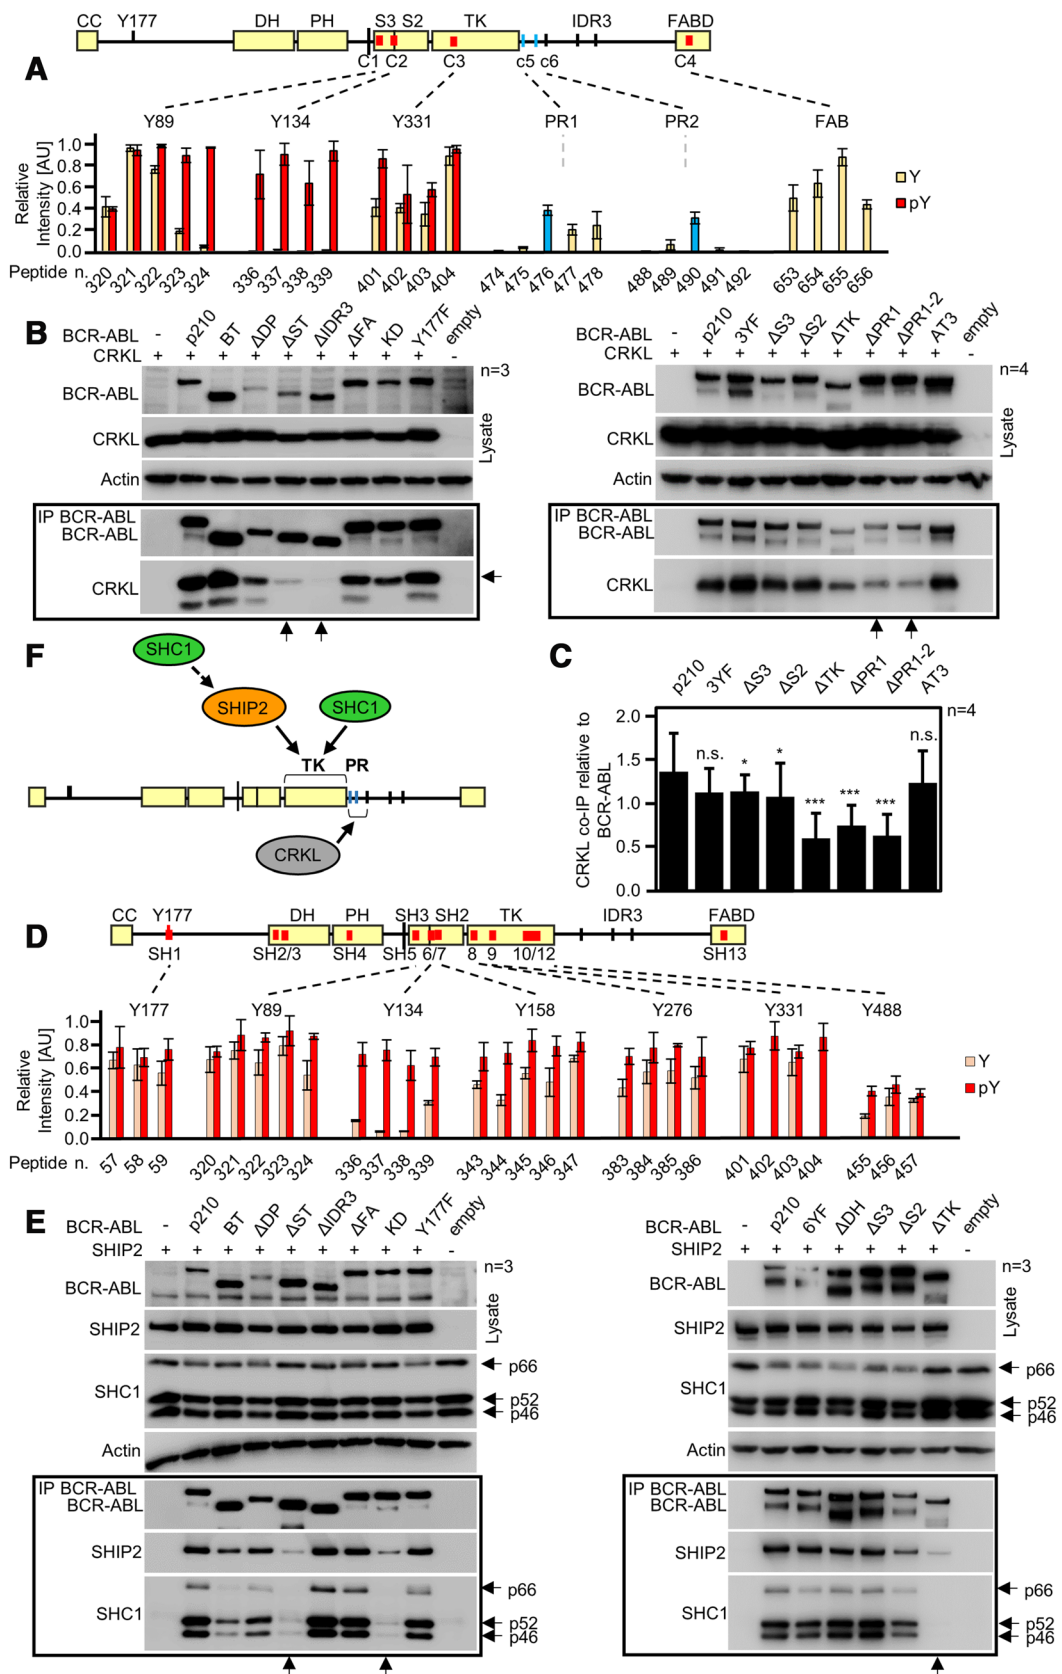 CC Y177 DH PH S3 S2 TK IDR3 FABD
A
C1 C2 C3 c5 c6 C4
Y89 Y134 Y331 PR1 PR2 FAB
Relative
Intensity [AU]
1.0
0.8
0.6
0.4
0.2
0.0
Y
pY
Peptide n.
320 321 322 323 324 336 337 338 339 401 402 403 404 474 475 476 477 478 488 489 490 491 492 653 654 655 656
B
BCR-ABL - p210 BT ΔDP ΔST ΔIDR3 ΔFA KD Y177F empty
CRKL + + + + + + + + + -
n=3
BCR-ABL
CRKL
Actin
Lysate
IP BCR-ABL
BCR-ABL
CRKL
BCR-ABL - p210 3YF ΔS3 ΔS2 ΔTK ΔPR1 ΔPR1-2 AT3 empty
CRKL + + + + + + + + + -
n=4
BCR-ABL
CRKL
Actin
Lysate
IP BCR-ABL
BCR-ABL
CRKL
F
SHC1
SHIP2
SHC1
TK PR
CRKL
C
p210 3YF ΔS3 ΔS2 ΔTK ΔPR1 ΔPR1-2 AT3
n=4
CRKL co-IP relative to
BCR-ABL
2.0
1.5
1.0
0.5
0.0
n.s. * * *** *** *** n.s.
D
CC Y177 DH PH SH3 SH2 TK IDR3 FABD
SH1 SH2/3 SH4 SH5 6/7 8 9 10/12 SH13
Y177 Y89 Y134 Y158 Y276 Y331 Y488
Relative
Intensity [AU]
1.0
0.8
0.6
0.4
0.2
0.0
Y
pY
Peptide n.
57 58 59 320 321 322 323 324 336 337 338 339 343 344 345 346 347 383 384 385 386 401 402 403 404 455 456 457
E
BCR-ABL - p210 BT ΔDP ΔST ΔIDR3 ΔFA KD Y177F empty
SHIP2 + + + + + + + + + -
n=3
BCR-ABL
SHIP2
SHC1
p66
p52
p46
Actin
Lysate
IP BCR-ABL
BCR-ABL
SHIP2
SHC1
p66
p52
p46
BCR-ABL - p210 6YF ΔDH ΔS3 ΔS2 ΔTK empty
SHIP2 + + + + + + + -
n=3
BCR-ABL
SHIP2
SHC1
p66
p52
p46
Actin
Lysate
IP BCR-ABL
BCR-ABL
SHIP2
SHC1
p66
p52
p46